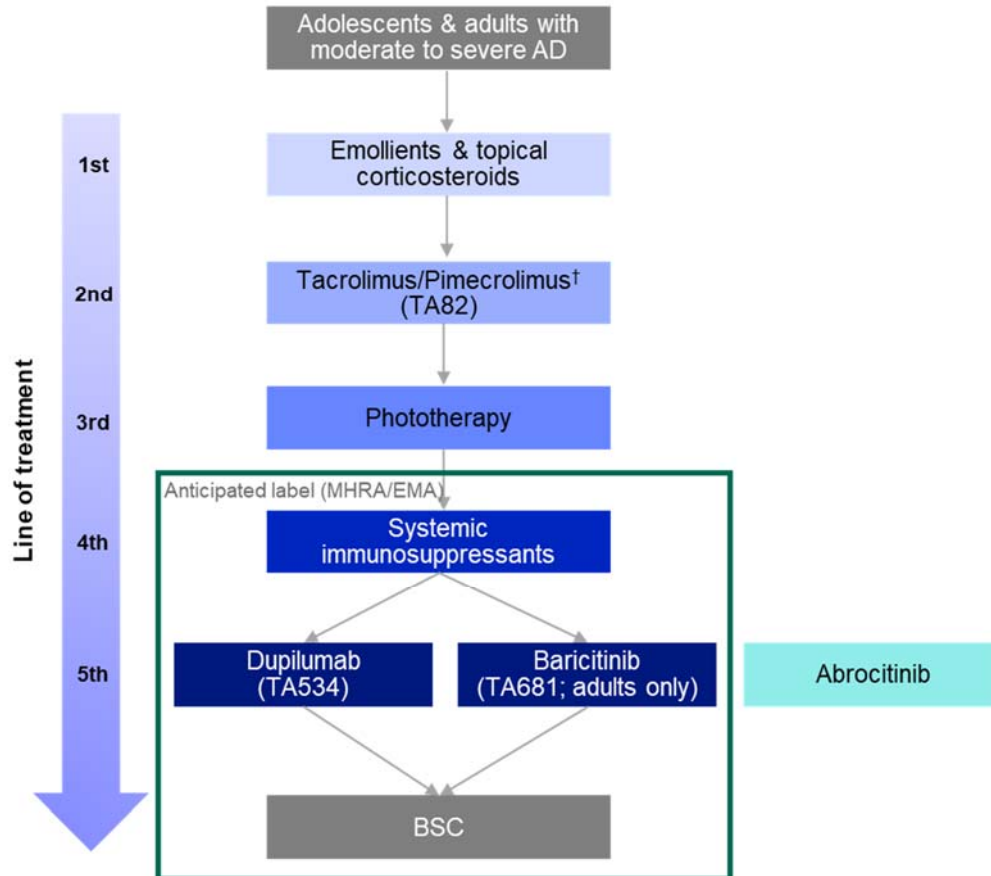 Adolescents & adults with
moderate to severe AD
1st
Emollients & topical
corticosteroids
2nd
Tacrolimus/Pimecrolimus†
(TA82)
Line of treatment
3rd
Phototherapy
Anticipated label (MHRA/EMA)
4th
Systemic
immunosuppressants
5th
Dupilumab
(TA534)
Baricitinib
(TA681; adults only)
Abrocitinib
BSC